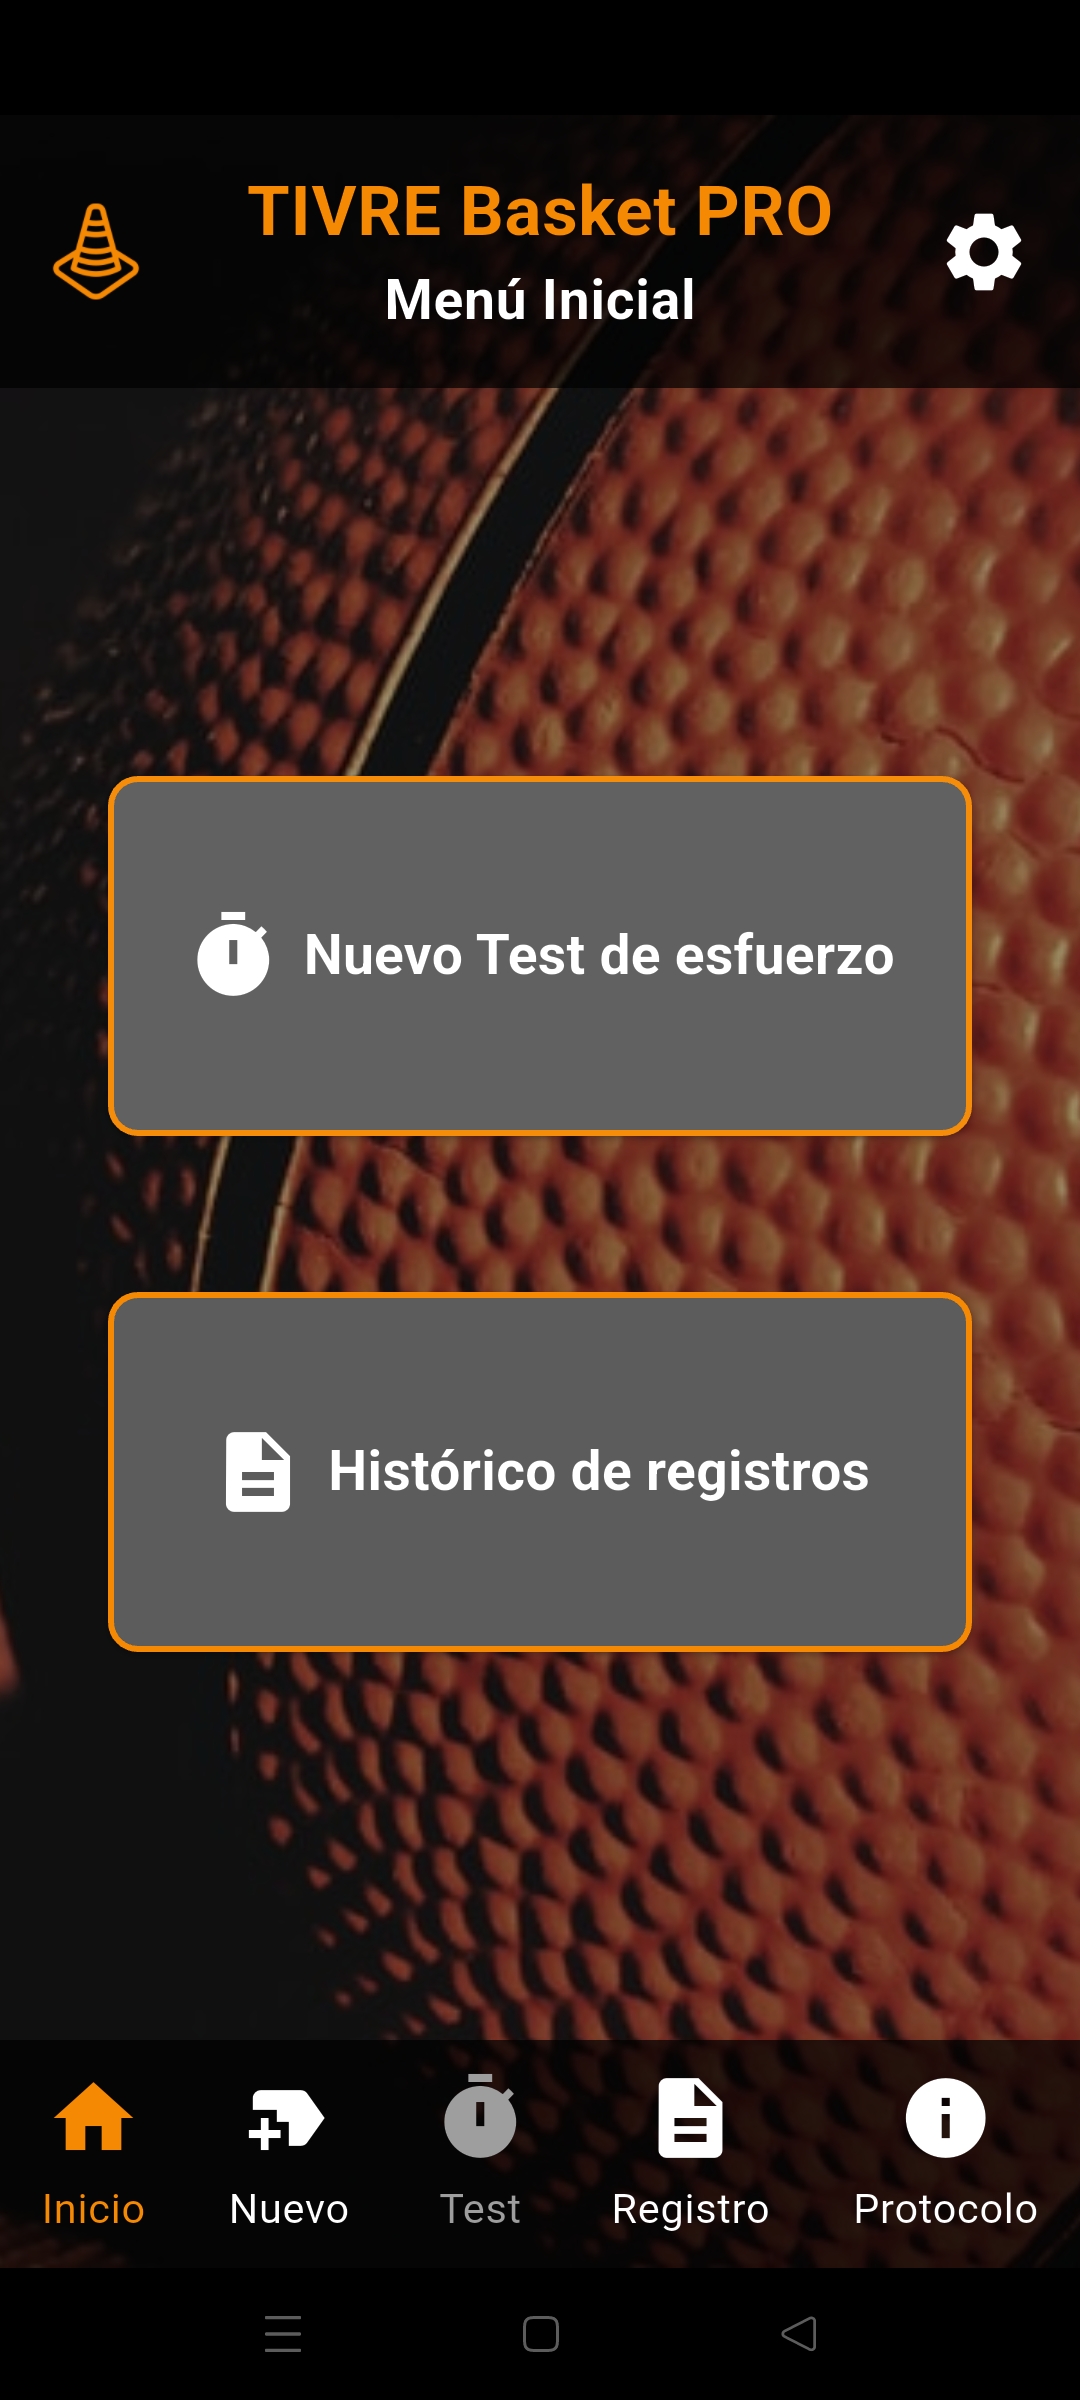 TIVRE Basket PRO
Menú Inicial
Nuevo Test de esfuerzo
Histórico de registros
Inicio
Nuevo
Test
Registro
Protocolo